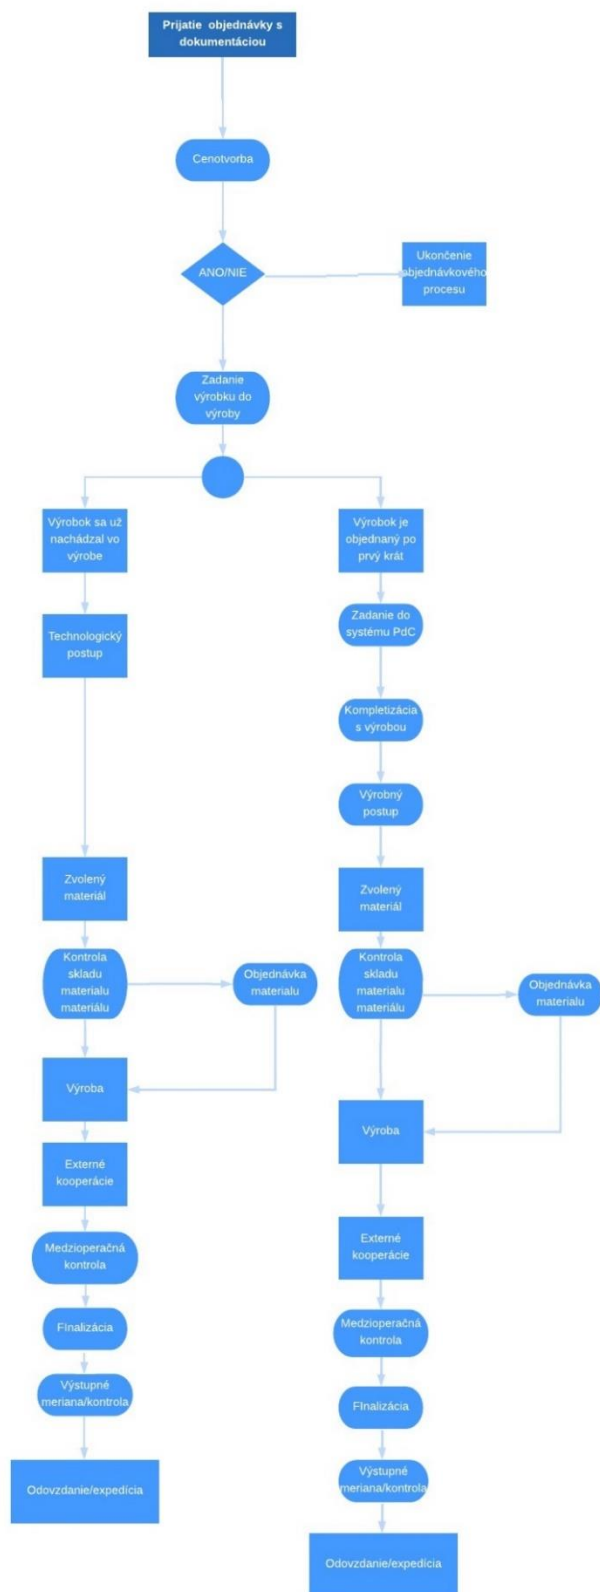 Prijatie objednávky s
dokumentáciou
Cenotvorba
ANO/NIE
Ukončenie
objednávkového
procesu
Zadanie
výrobku do
výroby
Výrobok sa už
nachádzal vo
výrobe
Technologický
postup
Zvolený
materiál
Kontrola
skladu
materialu
materiálu
Objednávka
materialu
Výroba
Externé
kooperácie
Medzioperačná
kontrola
FInalizácia
Výstupné
meriana/kontrola
Odovzdanie/expedícia
Výrobok je
objednaný po
prvý krát
Zadanie do
systému PdC
Kompletizácia
s výrobou
Výrobný
postup
Zvolený
materiál
Kontrola
skladu
materialu
materiálu
Objednávka
materialu
Výroba
Externé
kooperácie
Medzioperačná
kontrola
FInalizácia
Výstupné
meriana/kontrola
Odovzdanie/expedícia